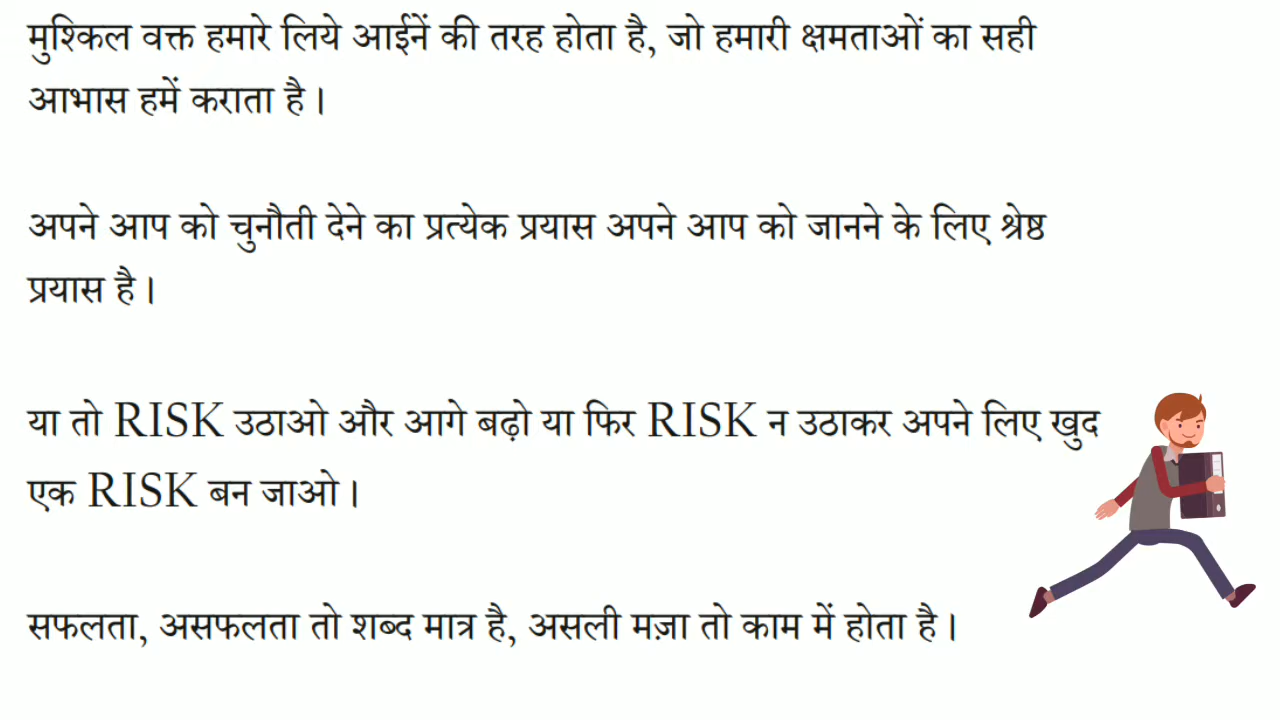 मुश्किल वक्त हमारे लिये आईनें की तरह होता है, जो हमारी क्षमताओं का सही
आभास हमें कराता है।
अपने आप को चुनौती देने का प्रत्येक प्रयास अपने आप को जानने के लिए श्रेष्ठ
प्रयास है।
या तो RISK उठाओ और आगे बढ़ो या फिर RISK न उठाकर अपने लिए खुद
एक RISK बन जाओ।
सफलता, असफलता तो शब्द मात्र है, असली मज़ा तो काम में होता है।